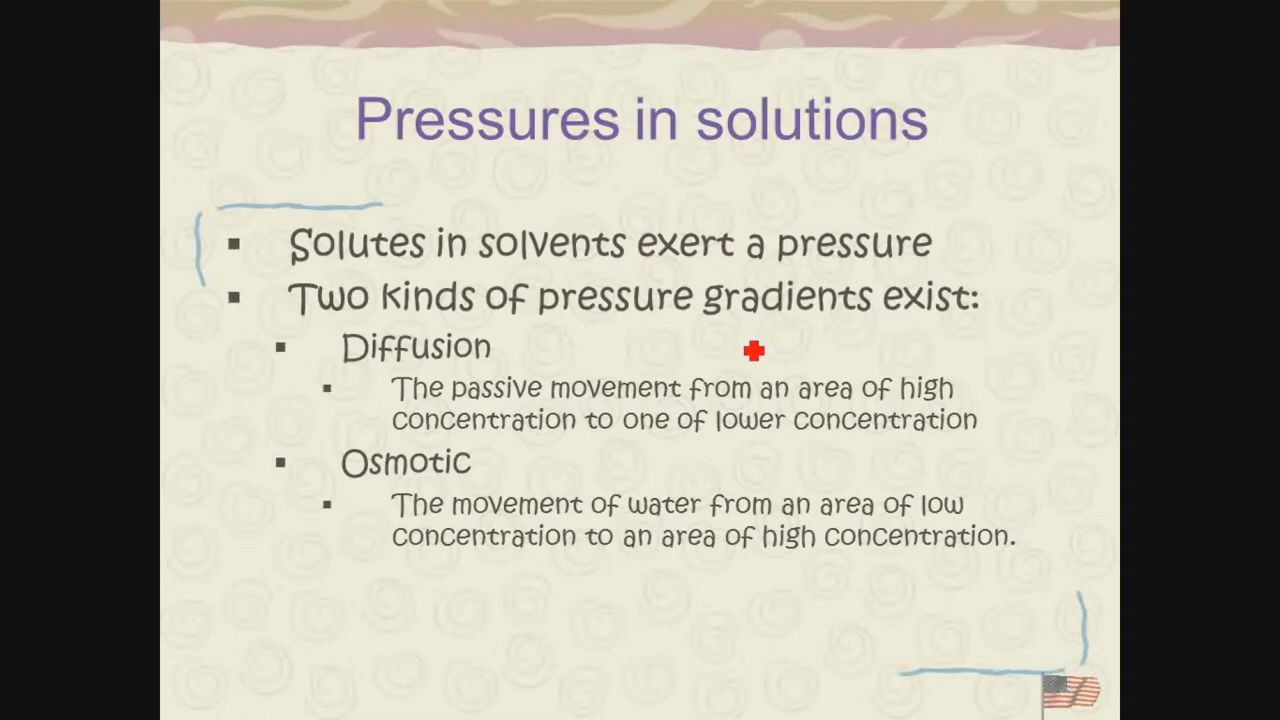 Pressures in solutions
▪ Solutes in solvents exert a pressure
▪ Two kinds of pressure gradients exist:
▪ Diffusion
▪ The passive movement from an area of high
concentration to one of lower concentration
▪ Osmotic
▪ The movement of water from an area of low
concentration to an area of high concentration.